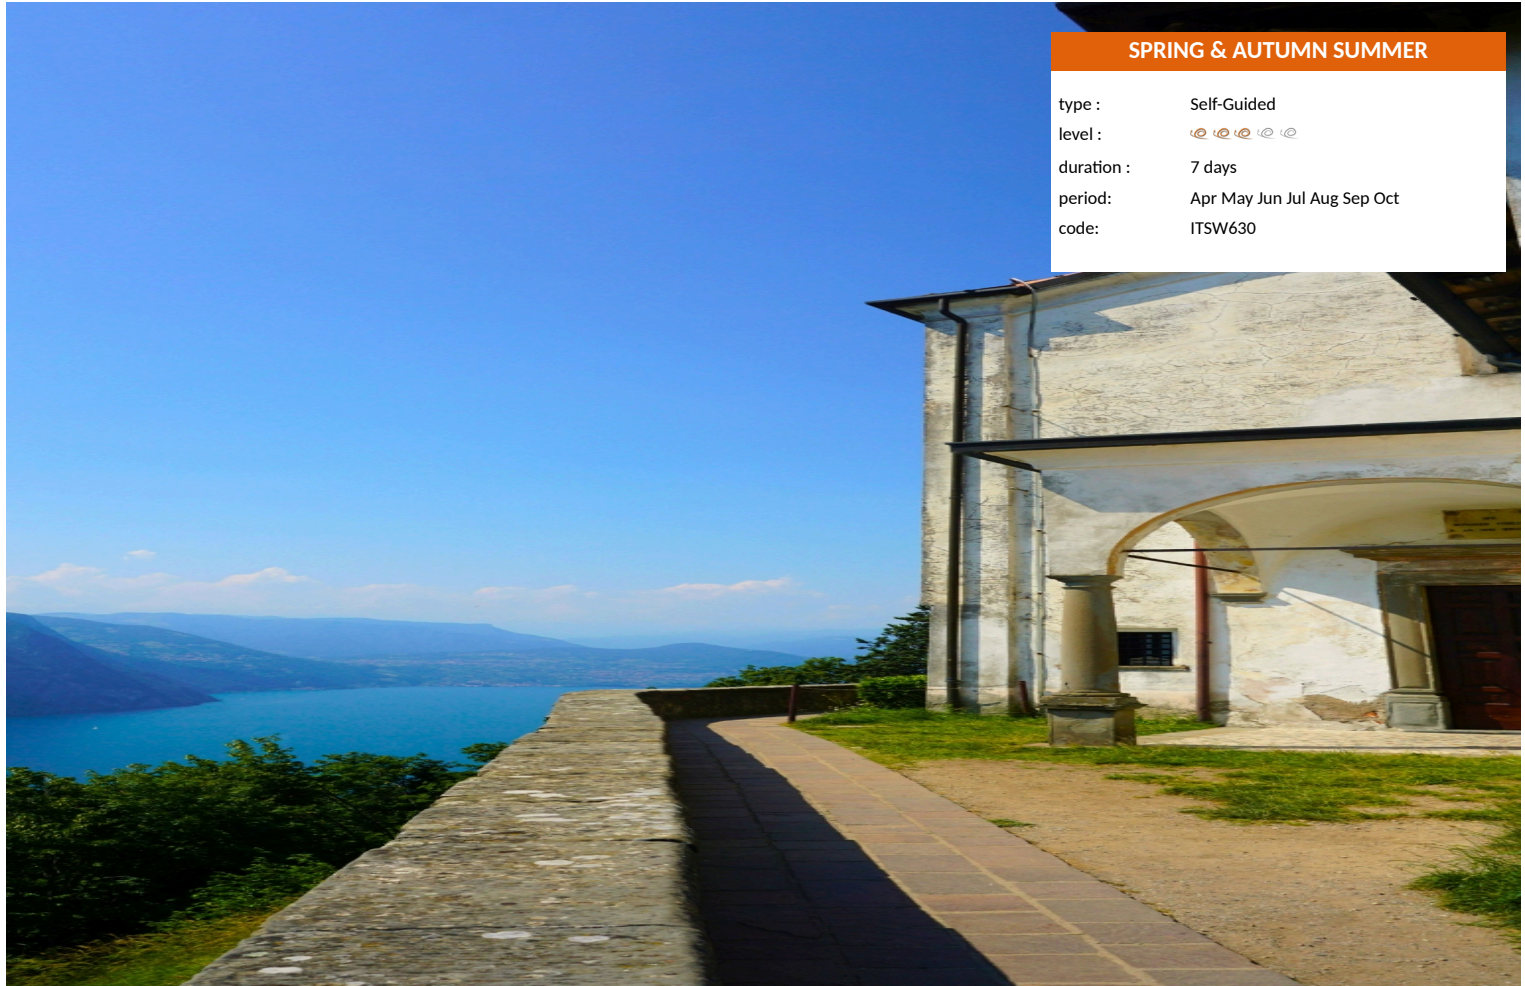 SPRING & AUTUMN SUMMER
type : Self-Guided
level :
duration : 7 days
period: Apr May Jun Jul Aug Sep Oct
code: ITSW630